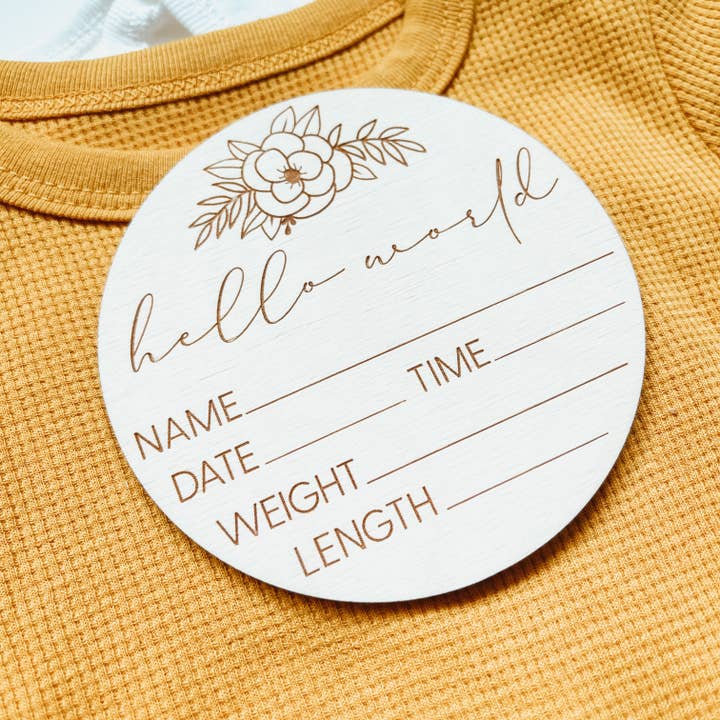 hello world
NAME
DATE TIME
WEIGHT
LENGTH